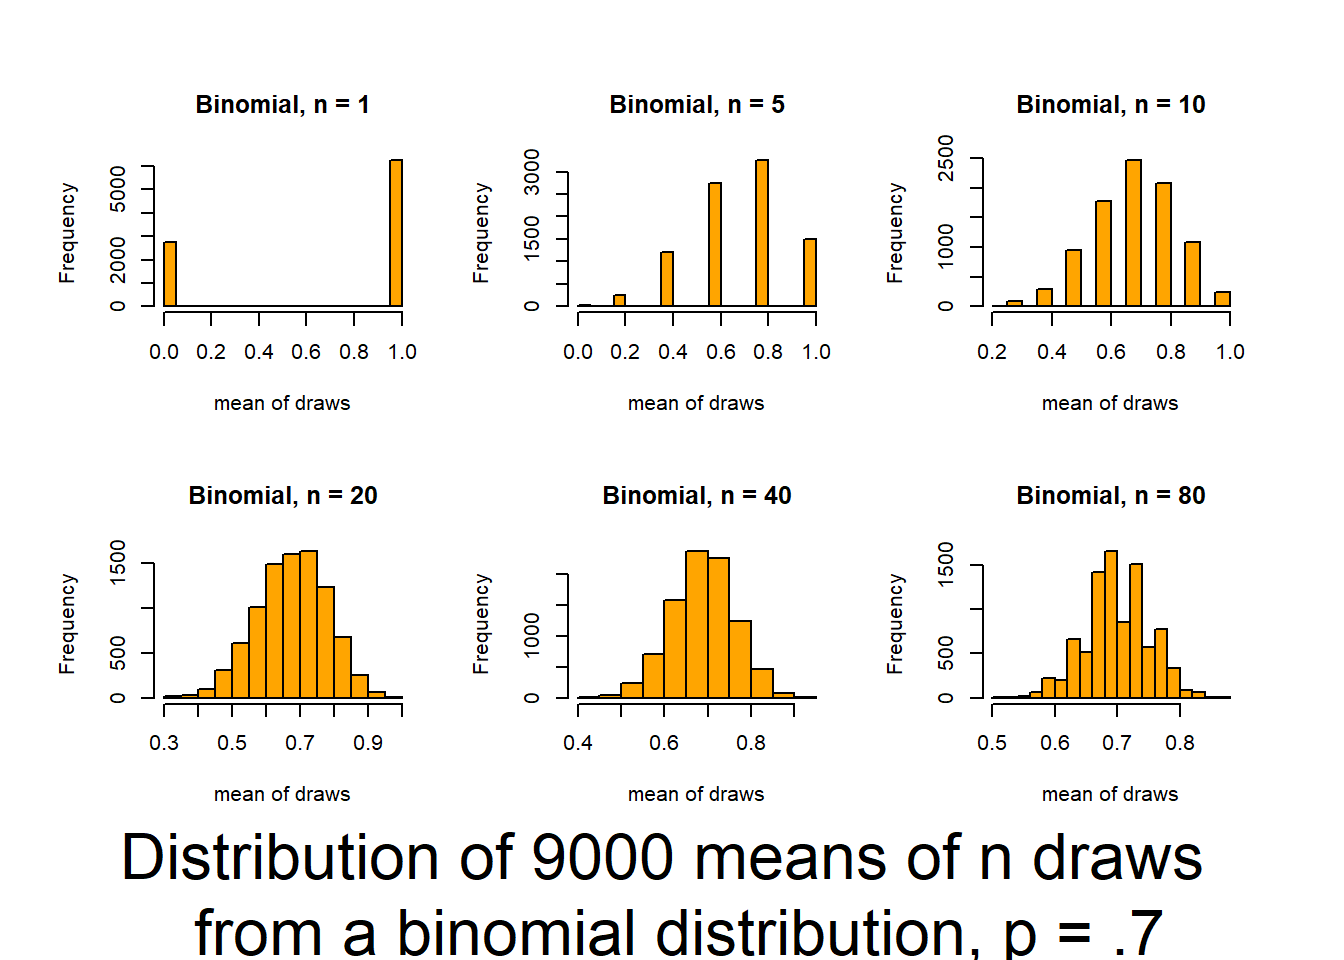 Binomial, n = 1
Frequency
0 2000 5000
0.0 0.2 0.4 0.6 0.8 1.0
mean of draws
Binomial, n = 5
Frequency
0 1500 3000
0.0 0.2 0.4 0.6 0.8 1.0
mean of draws
Binomial, n = 10
Frequency
0 1000 2500
0.2 0.4 0.6 0.8 1.0
mean of draws
Binomial, n = 20
Frequency
0 500 1500
0.3 0.5 0.7 0.9
mean of draws
Binomial, n = 40
Frequency
0 1000
0.4 0.6 0.8
mean of draws
Binomial, n = 80
Frequency
0 500 1500
0.5 0.6 0.7 0.8
mean of draws
Distribution of 9000 means of n draws
from a binomial distribution, p = .7